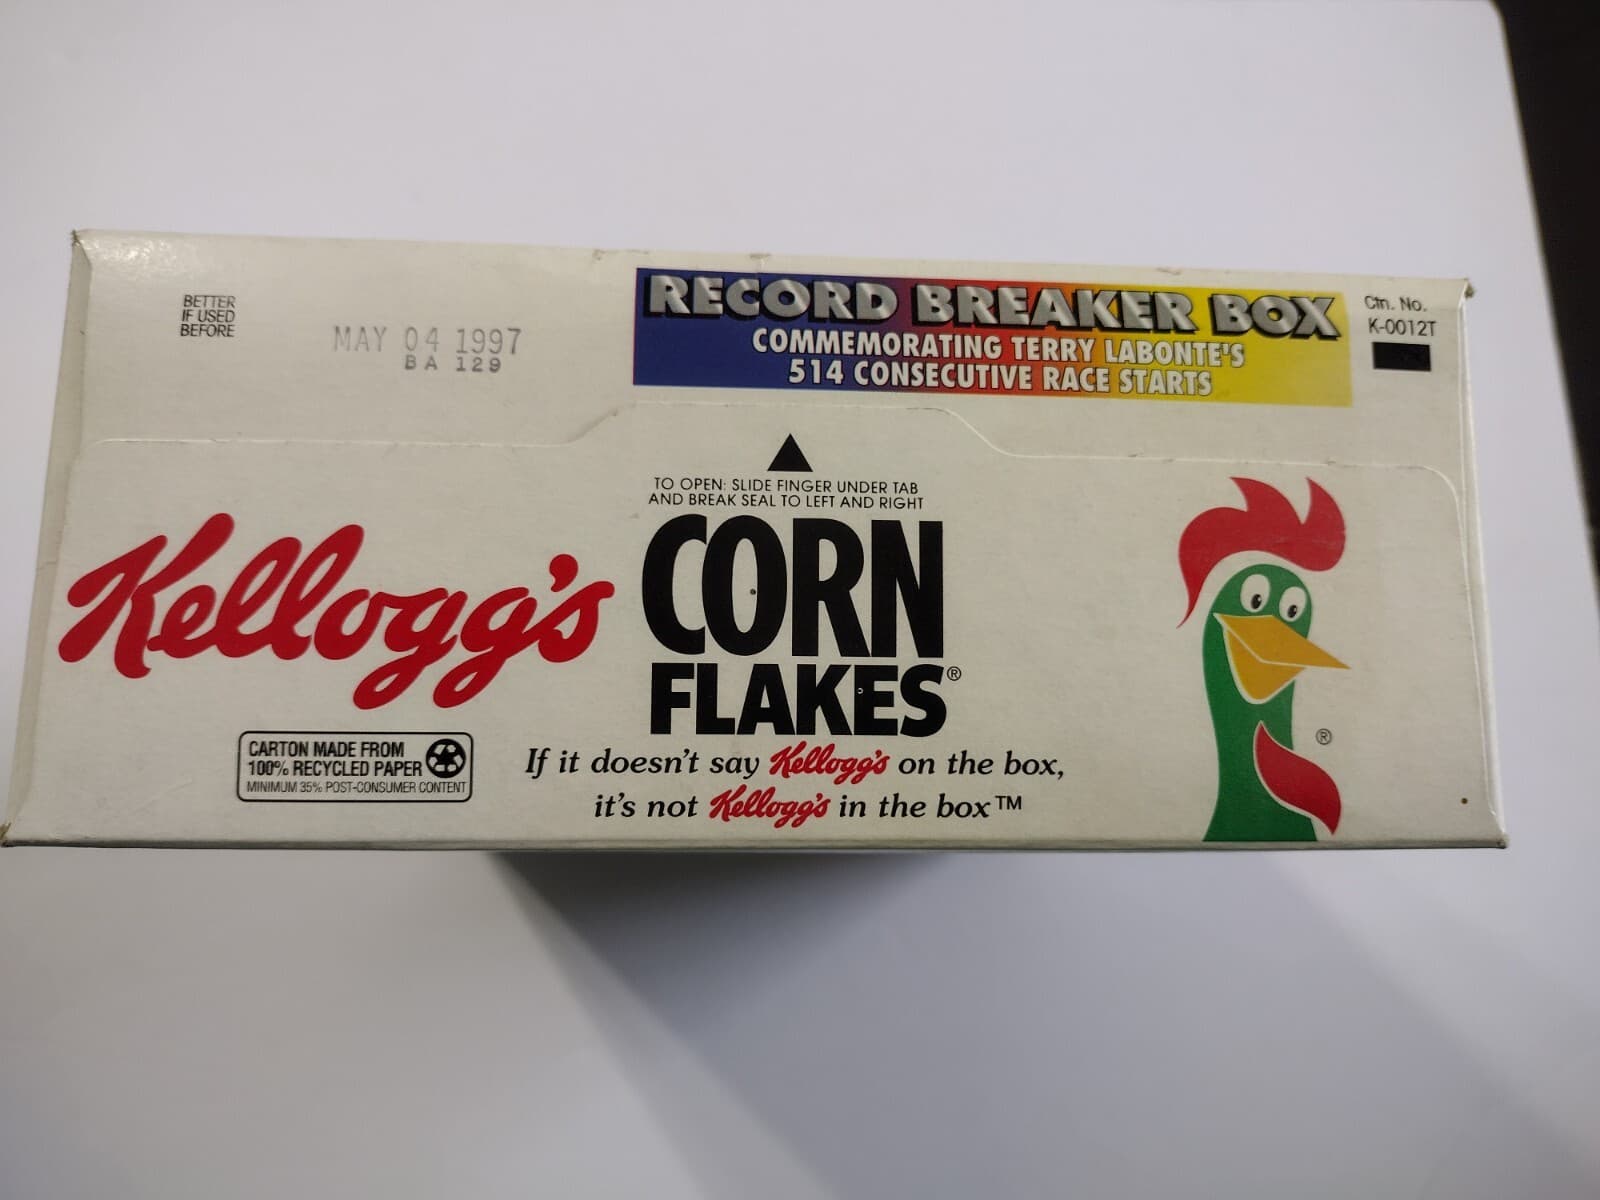 BETTER
IF USED
BEFORE
MAY 04 1997
BA 129
RECORD BREAKER BOX
COMMEMORATING TERRY LABONTE'S
514 CONSECUTIVE RACE STARTS
Ctn. No.
K-0012T
TO OPEN: SLIDE FINGER UNDER TAB
AND BREAK SEAL TO LEFT AND RIGHT
Kellogg's
CORN
FLAKES®
®
CARTON MADE FROM
100% RECYCLED PAPER
MINIMUM 35% POST-CONSUMER CONTENT
If it doesn't say Kellogg's on the box,
it's not Kellogg's in the box™